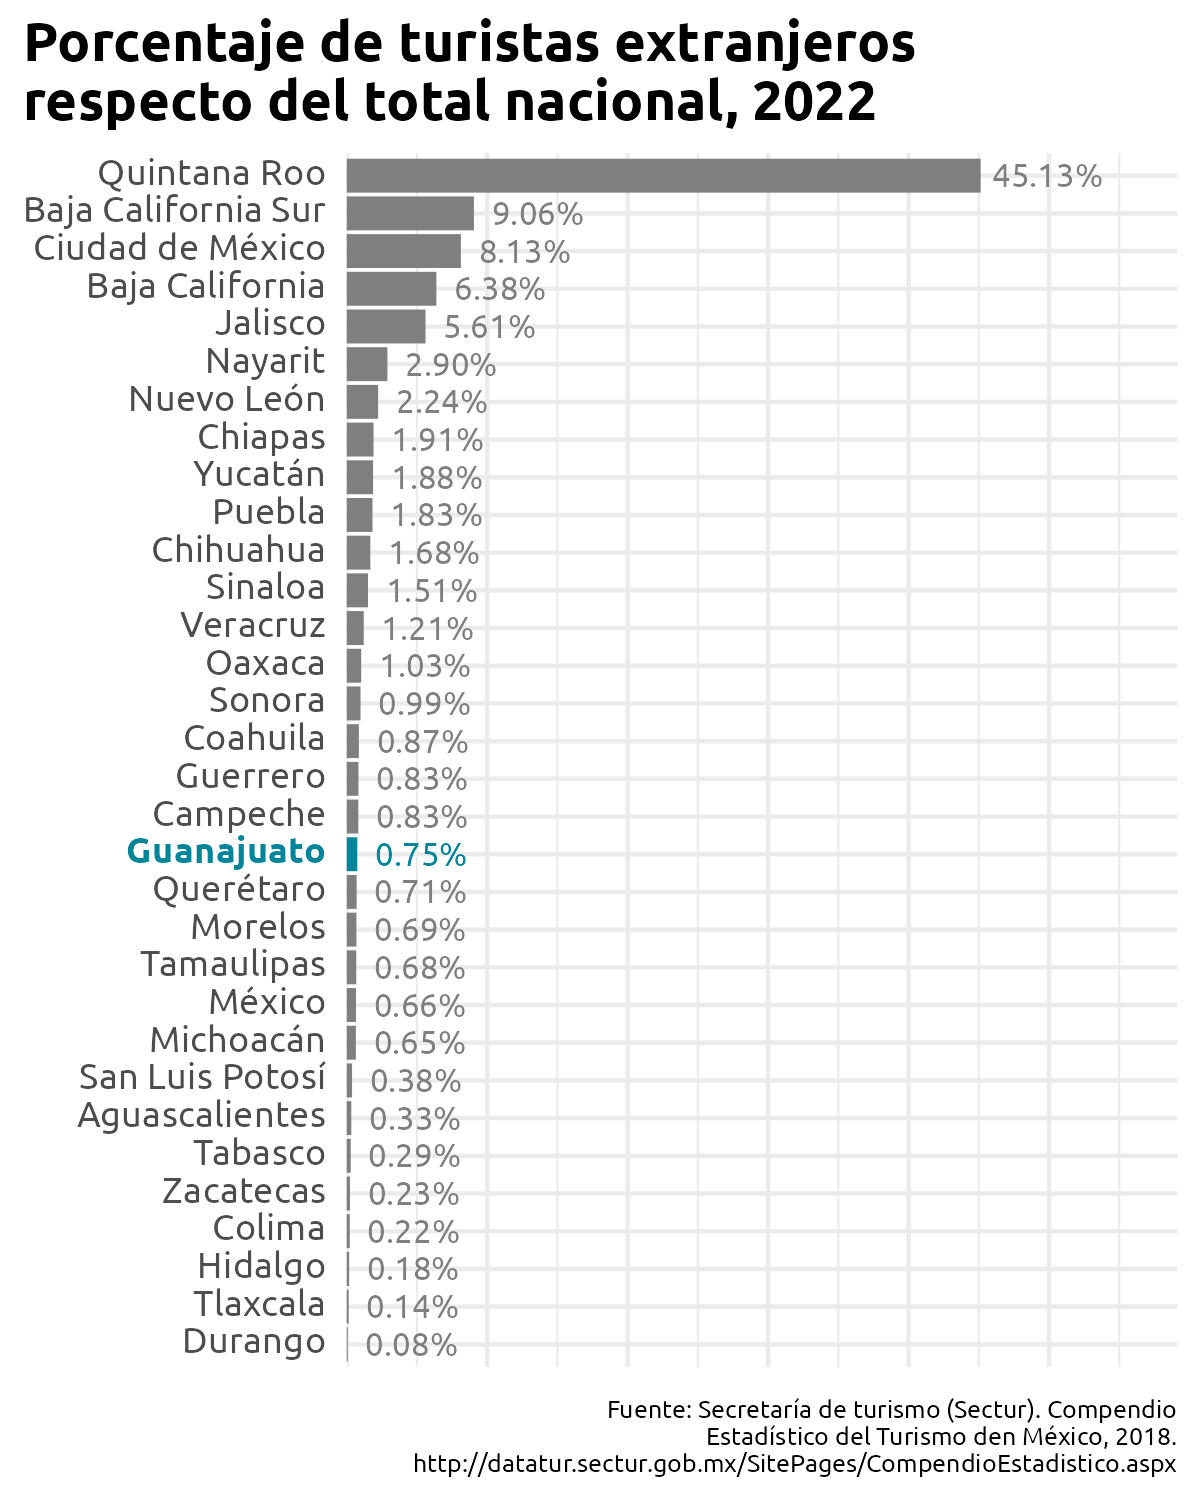 Porcentaje de turistas extranjeros
respecto del total nacional, 2022
Quintana Roo 45.13%
Baja California Sur 9.06%
Ciudad de México 8.13%
Baja California 6.38%
Jalisco 5.61%
Nayarit 2.90%
Nuevo León 2.24%
Chiapas 1.91%
Yucatán 1.88%
Puebla 1.83%
Chihuahua 1.68%
Sinaloa 1.51%
Veracruz 1.21%
Oaxaca 1.03%
Sonora 0.99%
Coahuila 0.87%
Guerrero 0.83%
Campeche 0.83%
Guanajuato 0.75%
Querétaro 0.71%
Morelos 0.69%
Tamaulipas 0.68%
México 0.66%
Michoacán 0.65%
San Luis Potosí 0.38%
Aguascalientes 0.33%
Tabasco 0.29%
Zacatecas 0.23%
Colima 0.22%
Hidalgo 0.18%
Tlaxcala 0.14%
Durango 0.08%
Fuente: Secretaría de turismo (Sectur). Compendio
Estadístico del Turismo den México, 2018.
http://datatur.sectur.gob.mx/SitePages/CompendioEstadistico.aspx